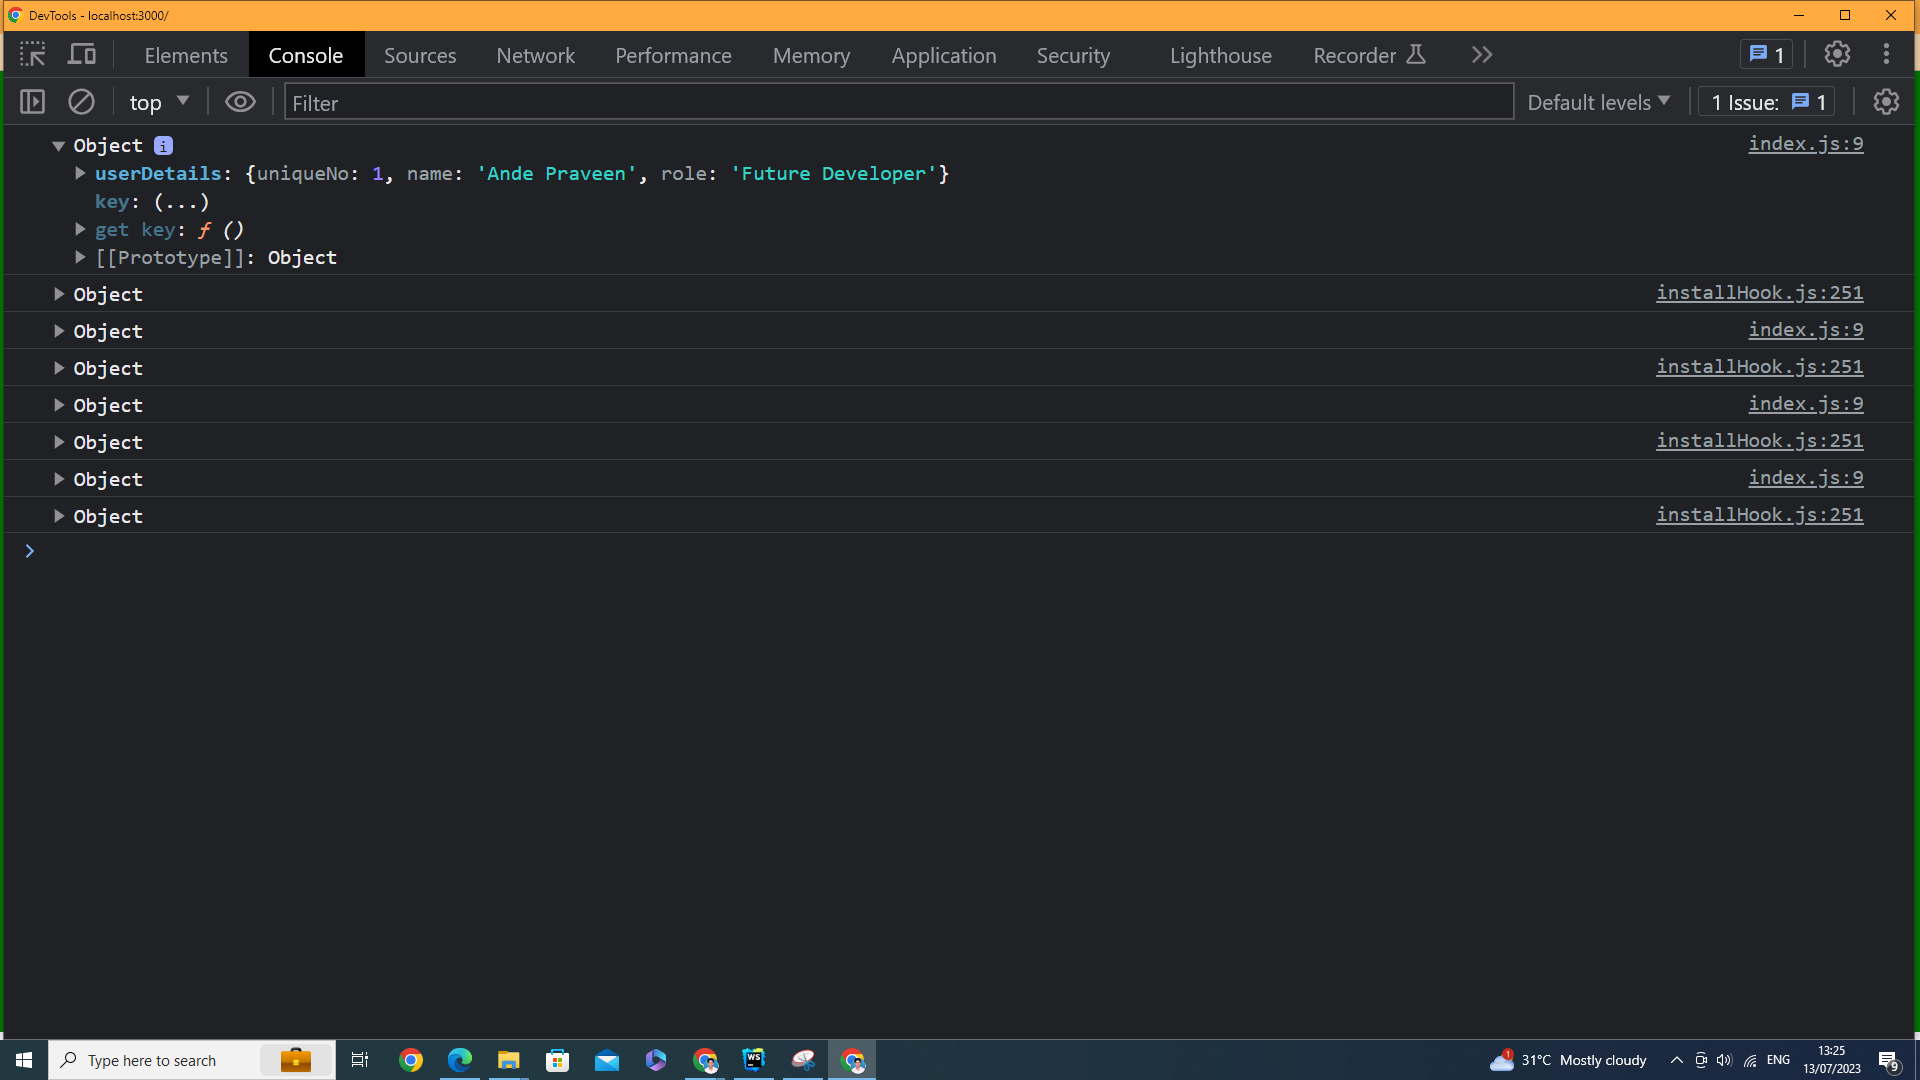 DevTools - localhost:3000/
Elements Console Sources Network Performance Memory Application Security Lighthouse Recorder 1
top Filter Default levels 1 Issue: 1
Object i index.js:9
userDetails: {uniqueNo: 1, name: 'Ande Praveen', role: 'Future Developer'}
key: (...)
get key: ƒ ()
[[Prototype]]: Object
Object installHook.js:251
Object index.js:9
Object installHook.js:251
Object index.js:9
Object installHook.js:251
Object index.js:9
Object installHook.js:251
Type here to search WS 1 31°C Mostly cloudy ENG 13:25
13/07/2023 9